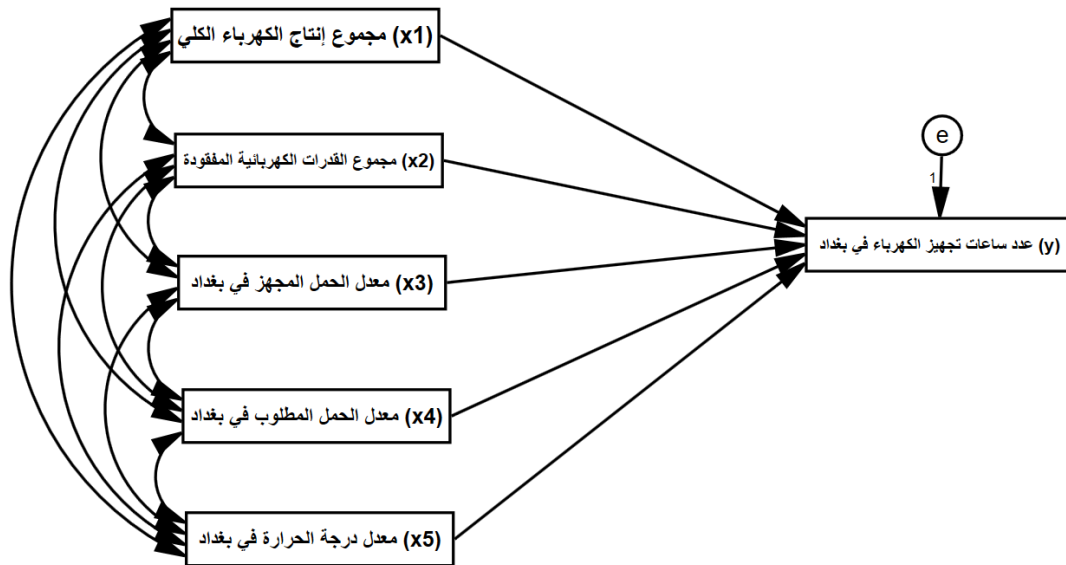 مجموع إنتاج الكهرباء الكلي (x1)
مجموع القدرات الكهربائية المفقودة (x2)
معدل الحمل المجهز في بغداد (x3)
معدل الحمل المطلوب في بغداد (x4)
معدل درجة الحرارة في بغداد (x5)
e
1
عدد ساعات تجهيز الكهرباء في بغداد (y)